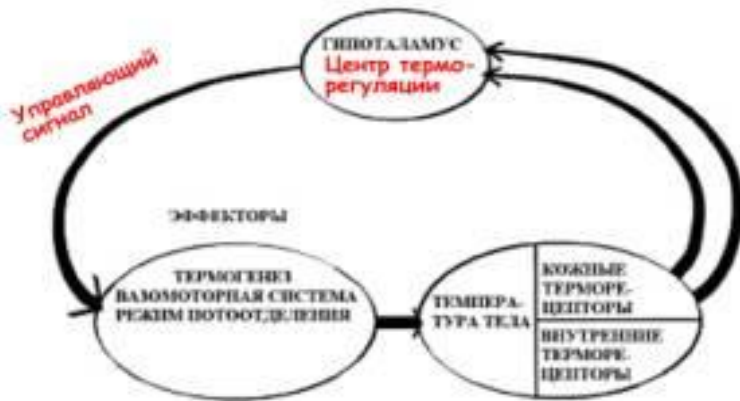 ГИПОТАЛАМУС
Центр термо-
регуляции
Управляющий
сигнал
ЭФФЕКТОРЫ
ТЕРМОГЕНЕЗ
ВАЗОМОТОРНАЯ СИСТЕМА
РЕЖИМ ПОТООТДЕЛЕНИЯ
ТЕМПЕРА-
ТУРА ТЕЛА
КОЖНЫЕ
ТЕРМОРЕ-
ЦЕПТОРЫ
ВНУТРЕННИЕ
ТЕРМОРЕ-
ЦЕПТОРЫ